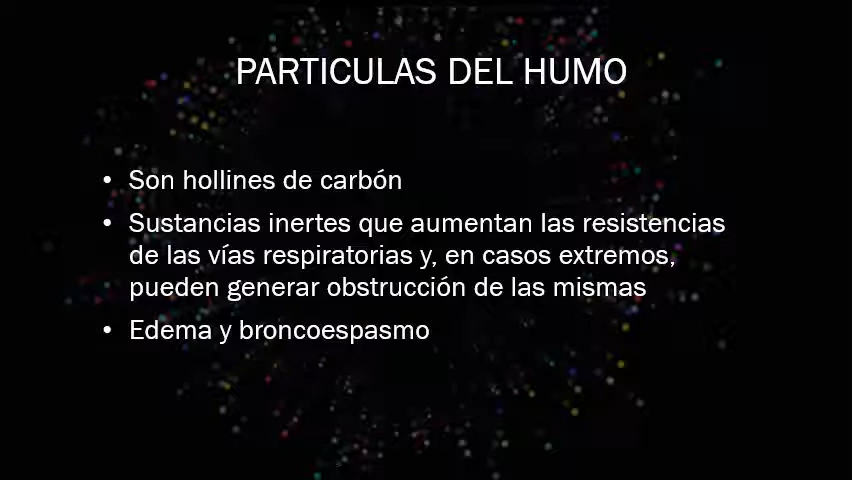 PARTICULAS DEL HUMO
• Son hollines de carbón
• Sustancias inertes que aumentan las resistencias
de las vías respiratorias y, en casos extremos,
pueden generar obstrucción de las mismas
• Edema y broncoespasmo